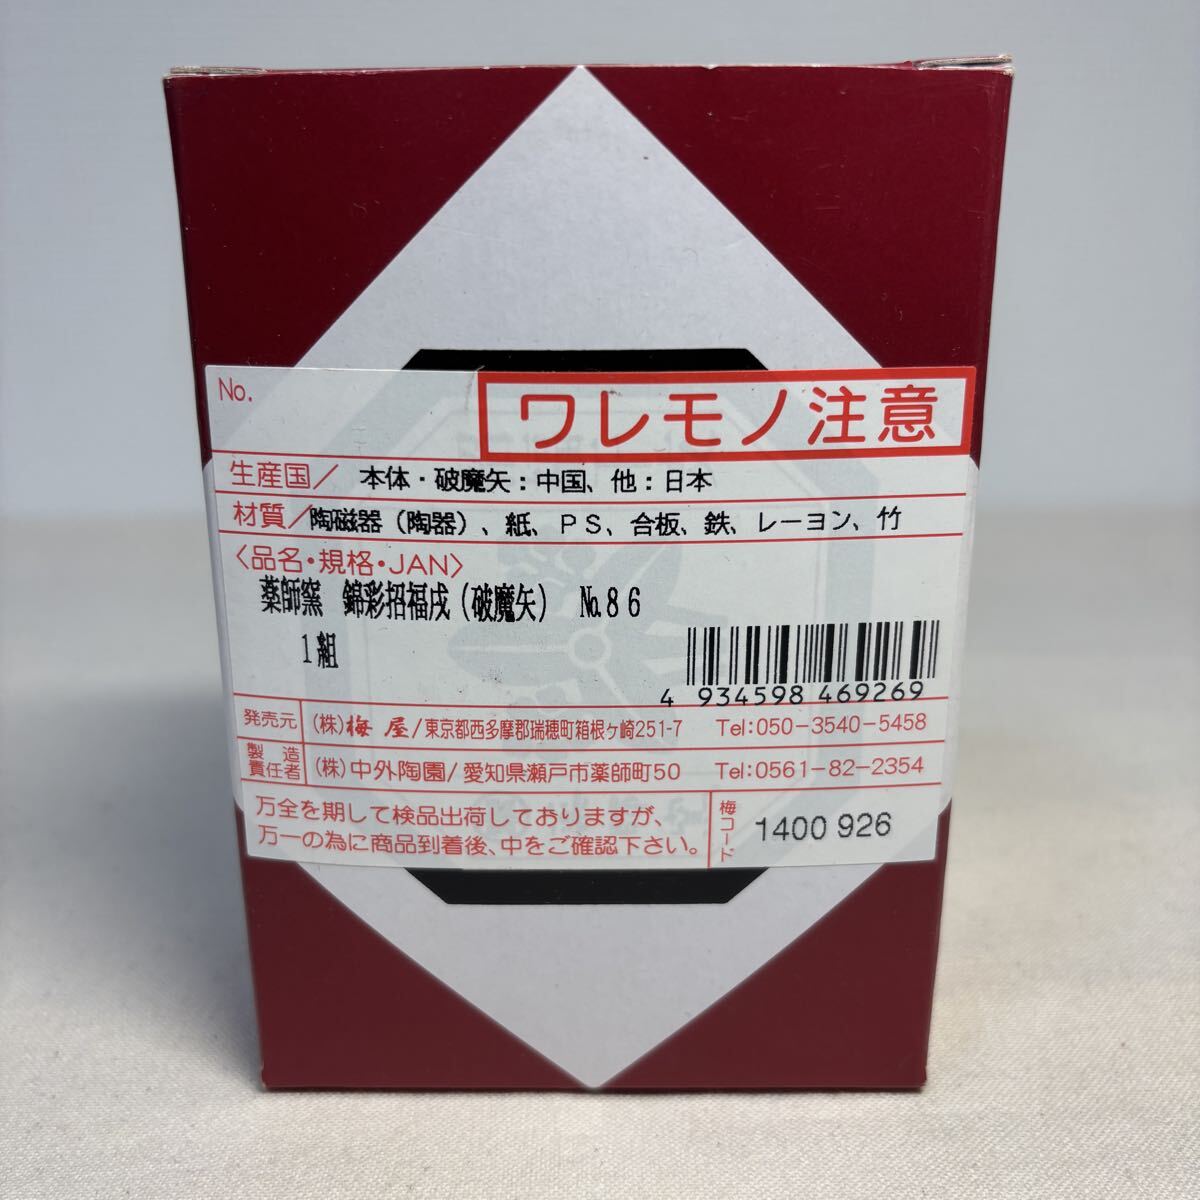 No.
ワレモノ注意
生産国／ 本体・破魔矢：中国、他：日本
材質／陶磁器（陶器）、紙、ＰＳ、合板、鉄、レーヨン、竹
〈品名・規格・JAN〉
薬師窯　錦彩招福戌（破魔矢）　№８６
１組
4 934598 469269
発売元 (株)梅屋/東京都西多摩郡瑞穂町箱根ヶ崎251-7 Tel:050-3540-5458
製造責任者 (株)中外陶園/愛知県瀬戸市薬師町50 Tel:0561-82-2354
万全を期して検品出荷しておりますが、
万一の為に商品到着後、中をご確認下さい。
梅コード 1400 926